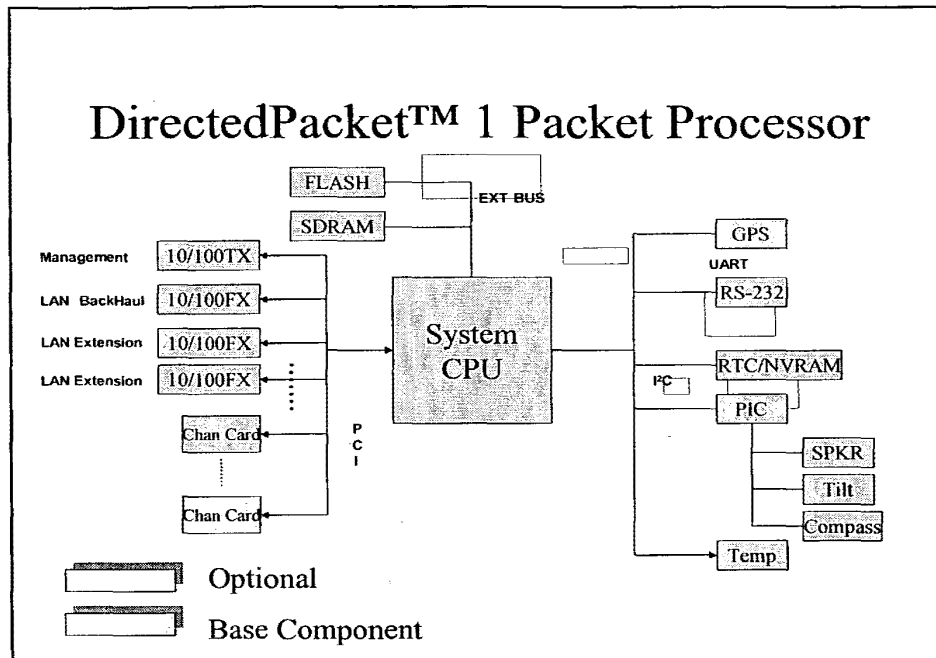 DirectedPacket™ 1 Packet Processor
FLASH
EXT BUS
SDRAM
Management
10/100TX
LAN BackHaul
10/100FX
LAN Extension
10/100FX
LAN Extension
10/100FX
Chan Card
Chan Card
PCI
System
CPU
GPS
UART
RS-232
RTC/NVRAM
I²C
PIC
SPKR
Tilt
Compass
Temp
Optional
Base Component